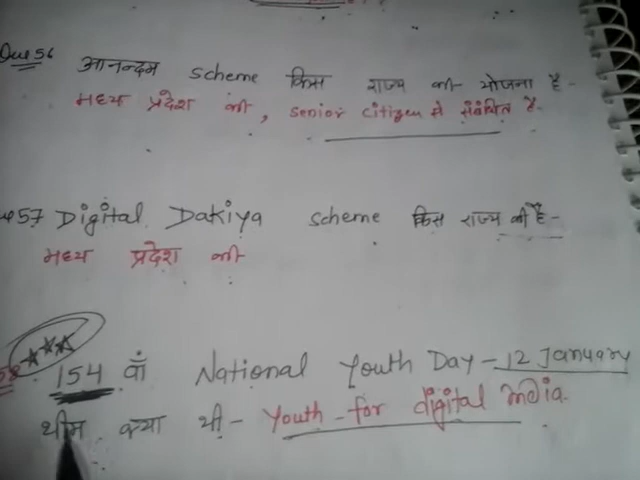 Que 56 आनन्दम scheme किस राज्य की योजना है -
मध्य प्रदेश की, senior citizen से संबंधित है.
57 Digital Dakiya scheme किस राज्य की है -
मध्य प्रदेश की
154 वाँ National Youth Day - 12 January
थीम क्या थी - Youth for digital India.